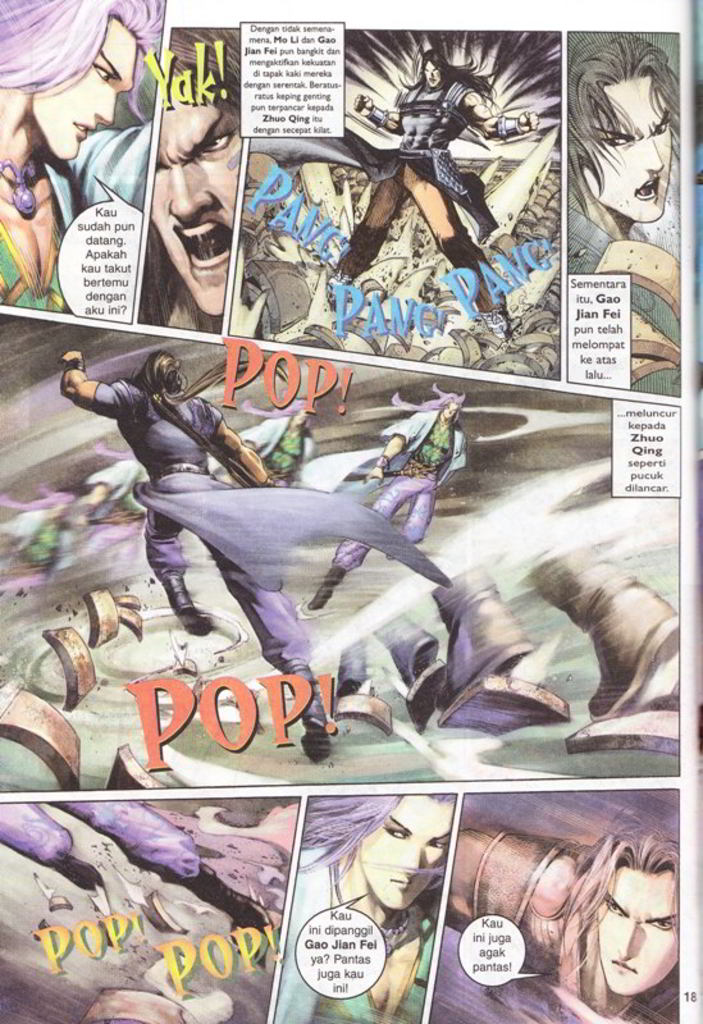 Kau
sudah pun
datang.
Apakah
kau takut
bertemu
dengan
aku ini?
Yak!
Dengan tidak semena-
mena, Mo Li dan Gao
Jian Fei pun bangkit dan
mengaktifkan kekuatan
di tapak kaki mereka
dengan serentak. Beratus-
ratus keping genting
pun terpancar kepada
Zhuo Qing itu
dengan secepat kilat.
PANG!
PANG!
PANG!
Sementara
itu, Gao
Jian Fei
pun telah
melompat
ke atas
lalu...
POP!
...meluncur
kepada
Zhuo
Qing
seperti
pucuk
dilancar.
POP!
POP!
POP!
Kau
ini dipanggil
Gao Jian Fei
ya? Pantas
juga kau
ini!
Kau
ini juga
agak
pantas!
18